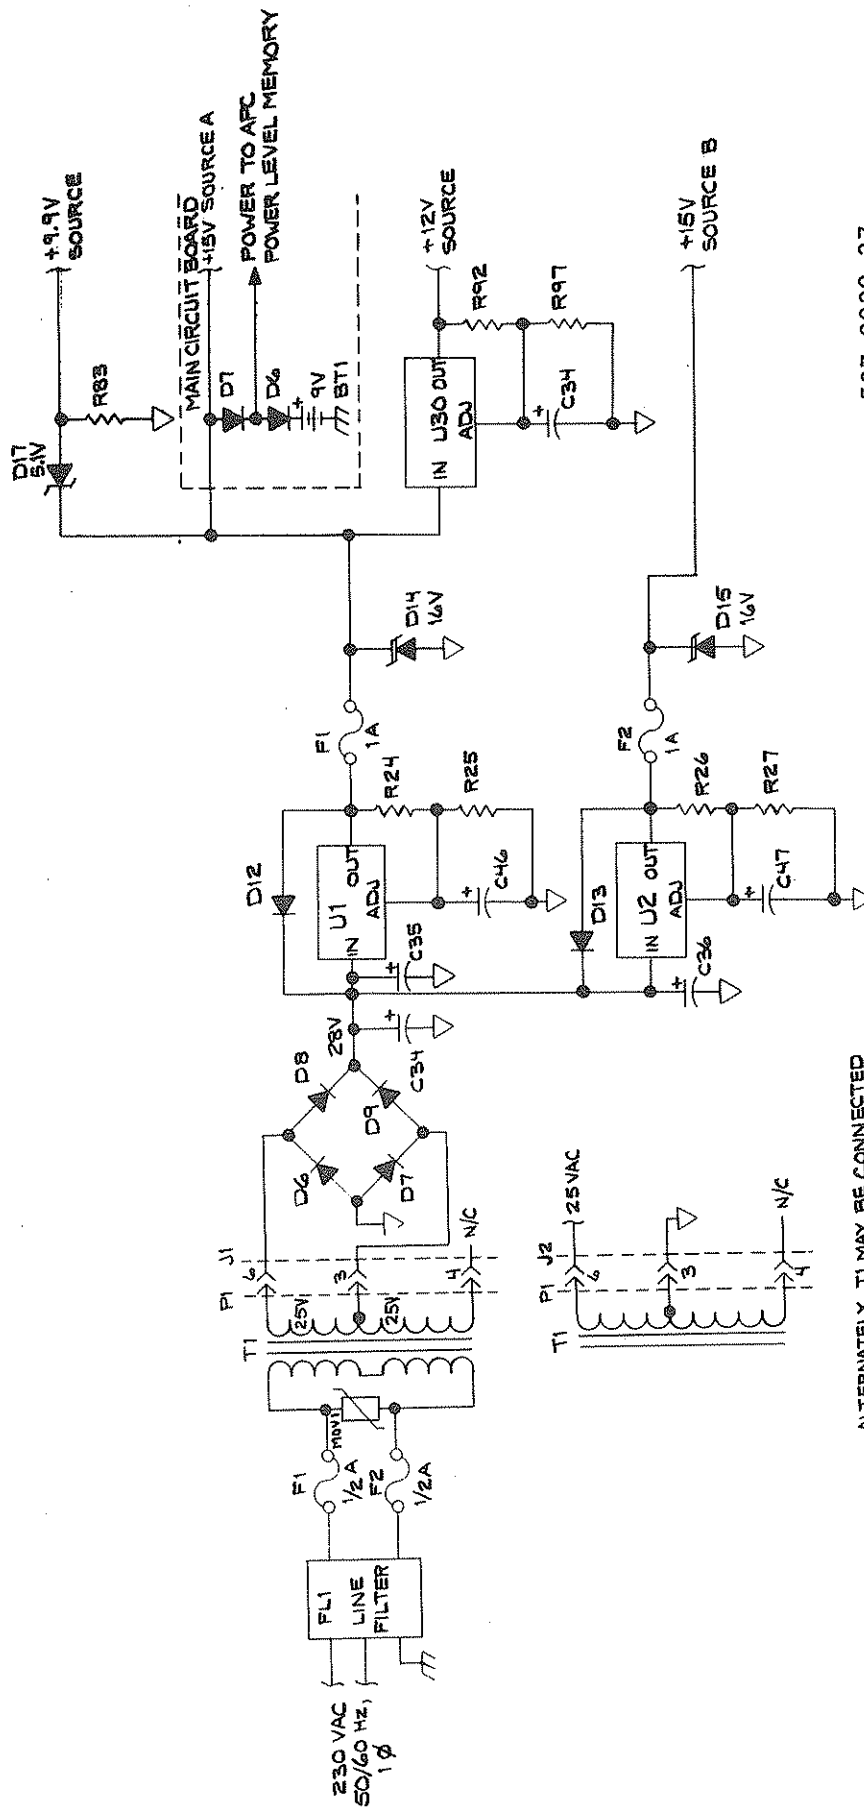 230 VAC
50/60 HZ,
1 Ø
FL1
LINE
FILTER
F1
1/2 A
F2
1/2A
MOV1
T1
25V
25V
P1
J1
6
3
4
N/C
D6
D8
D7
D9
28V
C34
+
C35
+
D12
U1
IN
OUT
ADJ
R24
R25
C46
+
F1
1A
D14
16V
D17
5.1V
R83
+9.9V
SOURCE
MAIN CIRCUIT BOARD
+15V SOURCE A
D7
D6
POWER TO APC
POWER LEVEL MEMORY
+
9V
BT1
U30
IN
OUT
ADJ
+12V
SOURCE
R92
R97
C34
+
D13
U2
IN
OUT
ADJ
C36
+
R26
R27
C47
+
F2
1A
D15
16V
+15V
SOURCE B
T1
P1
J2
6
3
4
25VAC
N/C
ALTERNATELY, T1 MAY BE CONNECTED